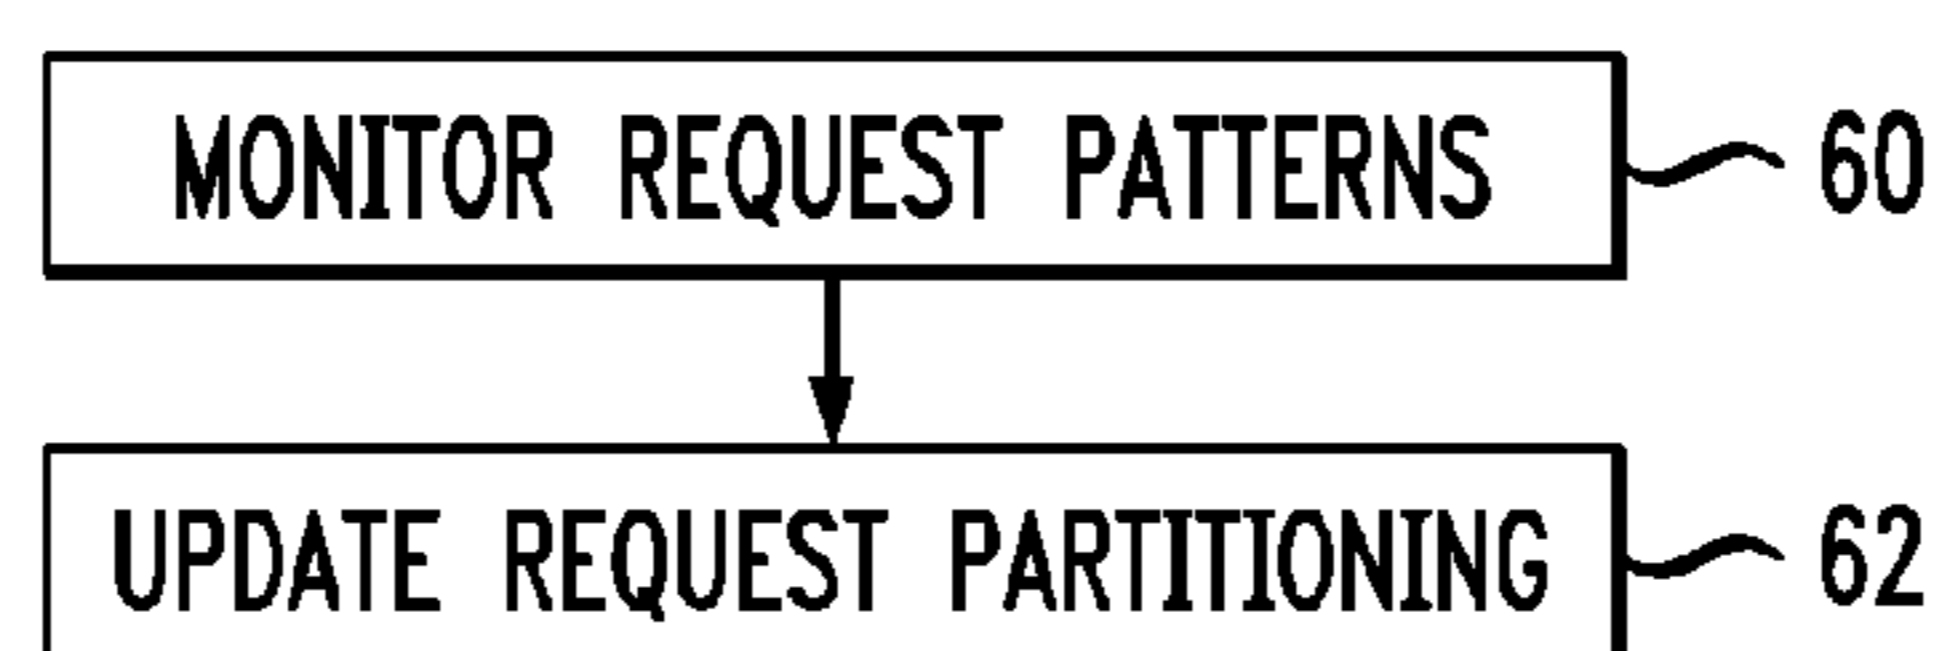 MONITOR REQUEST PATTERNS 60
UPDATE REQUEST PARTITIONING 62